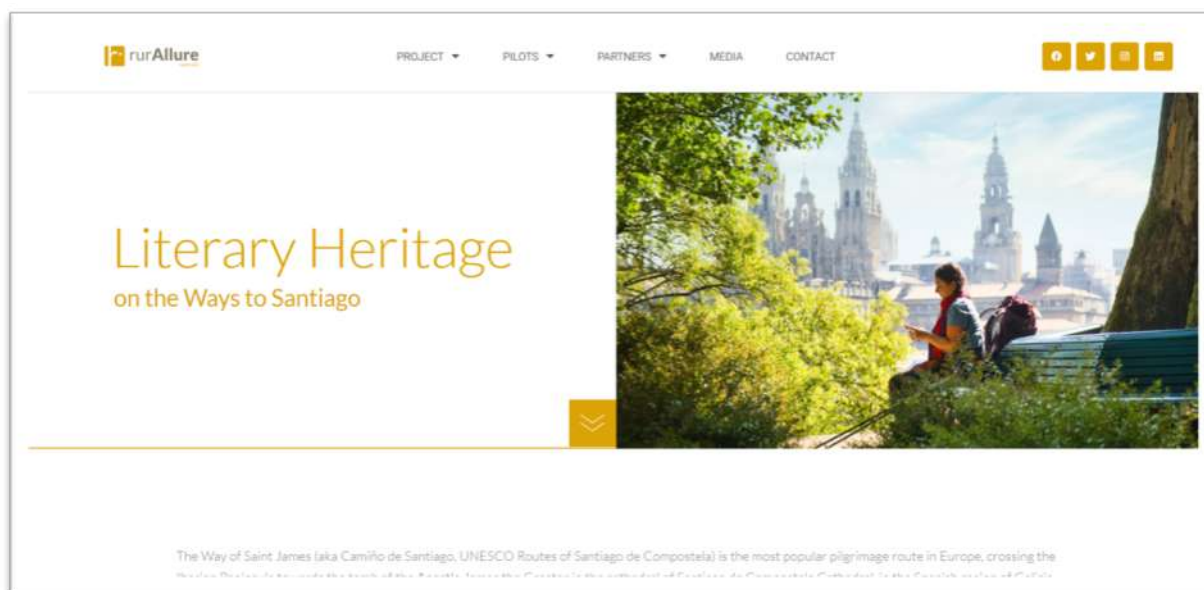 rurAllure
PROJECT
PILOTS
PARTNERS
MEDIA
CONTACT
Literary Heritage
on the Ways to Santiago
The Way of Saint James (aka Camiño de Santiago, UNESCO Routes of Santiago de Compostela) is the most popular pilgrimage route in Europe, crossing the